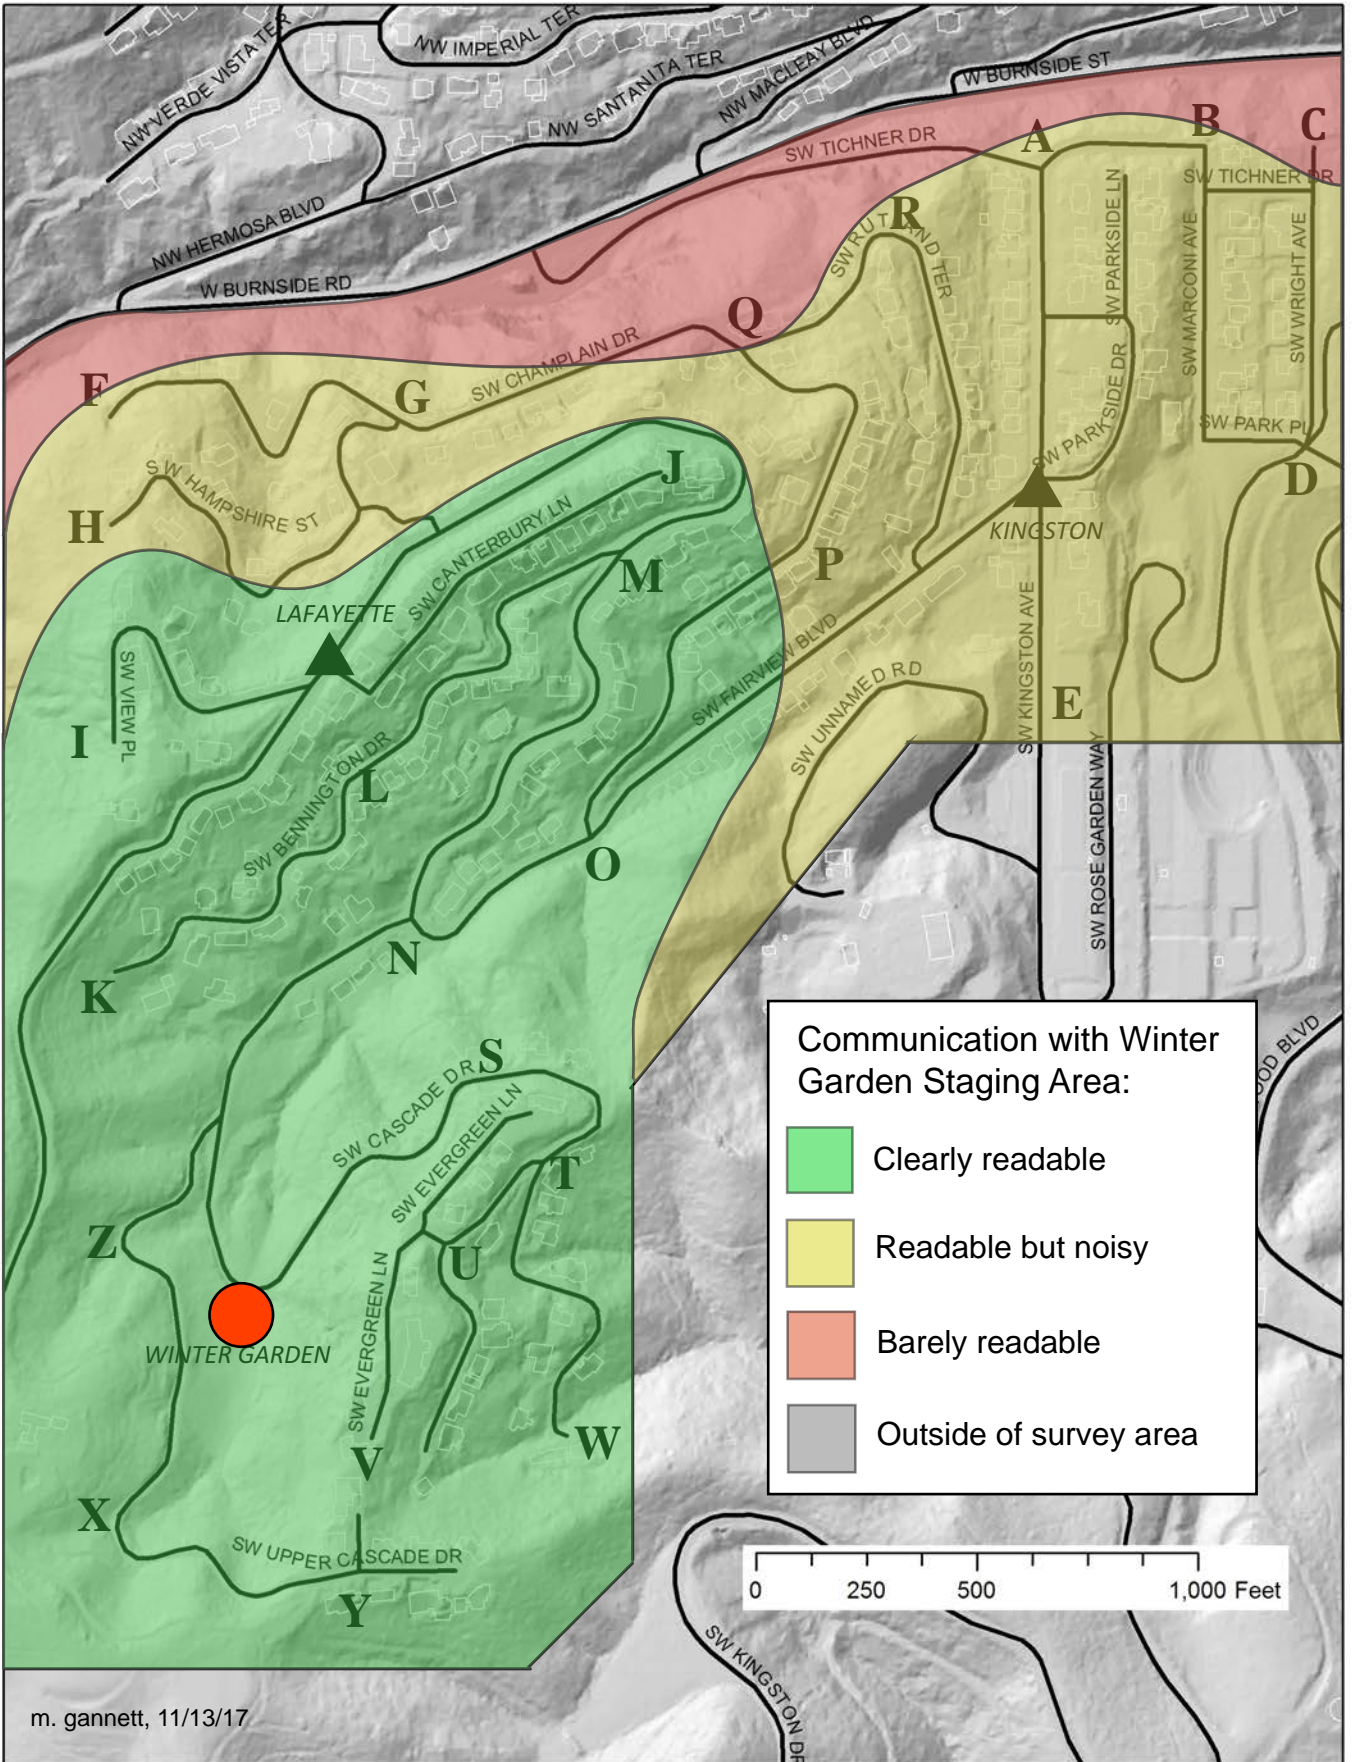 NW VERDE VISTA TER
NW IMPERIAL TER
NW SANTANITA TER
NW MACLEAY BLVD
W BURNSIDE ST
NW HERMOSA BLVD
W BURNSIDE RD
SW TICHNER DR
A
B
C
SW TICHNER DR
R
SW RUTLAND TER
SW PARKSIDE LN
SW MARCONI AVE
SW WRIGHT AVE
Q
SW CHAMPLAIN DR
F
G
SW PARKSIDE DR
SW PARK PL
D
SW HAMPSHIRE ST
H
J
KINGSTON
SW CANTERBURY LN
M
P
LAFAYETTE
SW VIEW PL
I
SW FAIRVIEW BLVD
SW UNNAMED RD
SW KINGSTON AVE
E
SW BENNINGTON DR
L
SW ROSE GARDEN WAY
O
N
K
S
SW CASCADE DR
SW EVERGREEN LN
T
Z
U
WINTER GARDEN
SW EVERGREEN LN
V
W
X
SW UPPER CASCADE DR
Y
OOD BLVD
Communication with Winter
Garden Staging Area:
Clearly readable
Readable but noisy
Barely readable
Outside of survey area
0 250 500 1,000 Feet
SW KINGSTON DR
m. gannett, 11/13/17